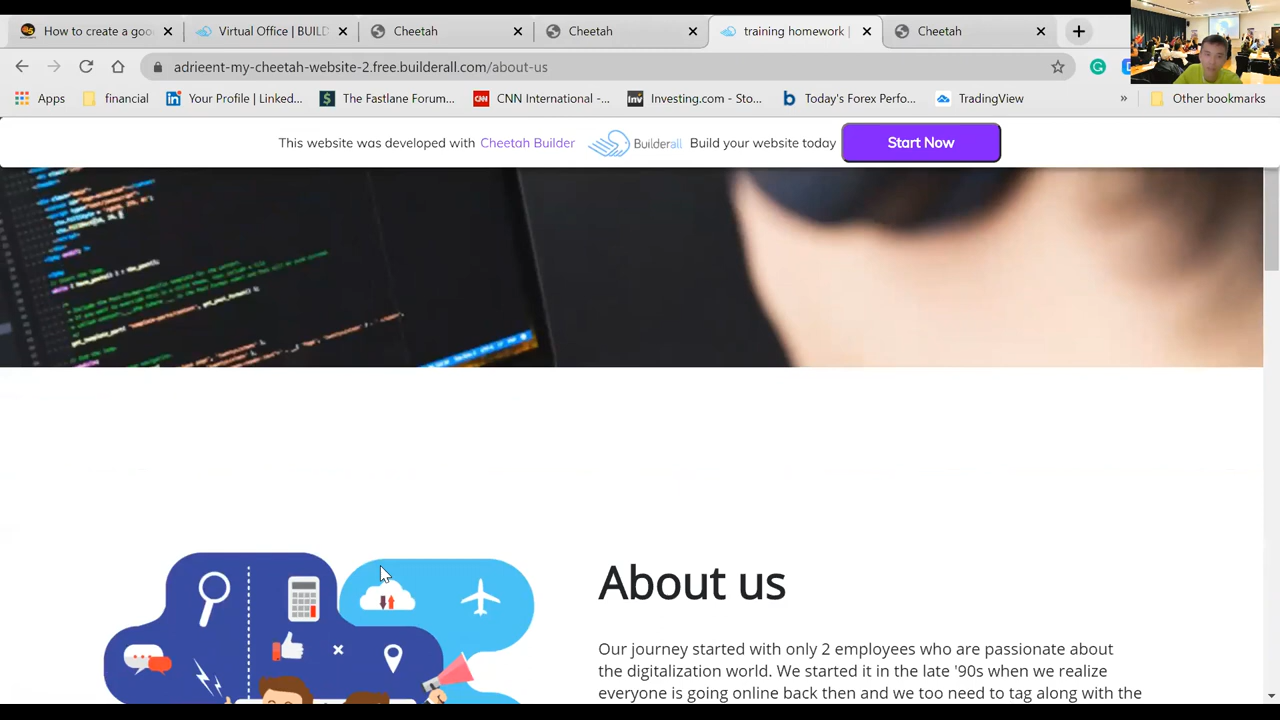 How to create a goo
Virtual Office | BUILD
Cheetah
Cheetah
training homework |
Cheetah
adrieent-my-cheetah-website-2.free.builderall.com/about-us
Apps
financial
Your Profile | Linked...
The Fastlane Forum...
CNN International -...
Investing.com - Sto...
Today's Forex Perfo...
TradingView
»
Other bookmarks
This website was developed with Cheetah Builder Builderall Build your website today Start Now
About us
Our journey started with only 2 employees who are passionate about
the digitalization world. We started it in the late '90s when we realize
everyone is going online back then and we too need to tag along with the